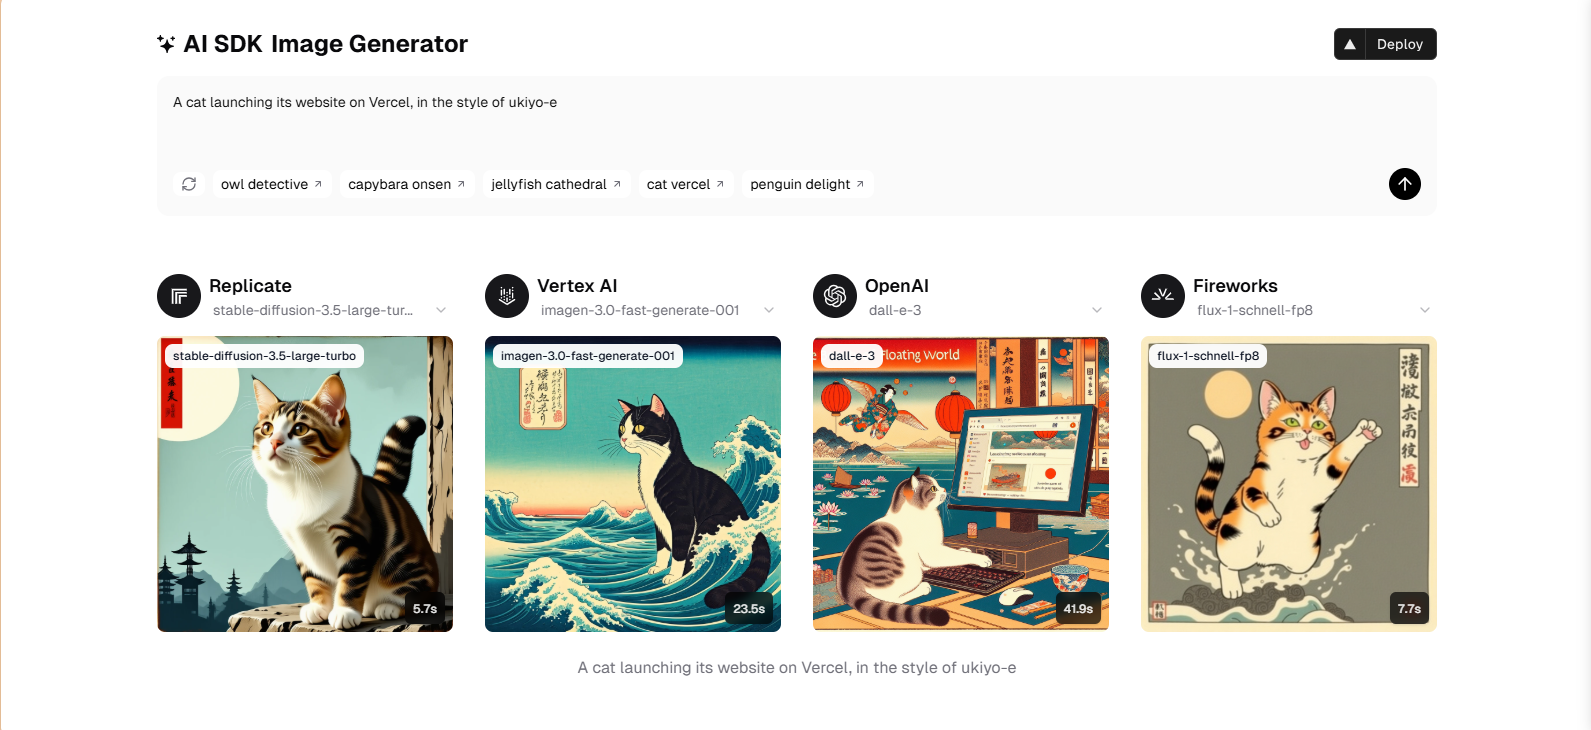 AI SDK Image Generator
Deploy
A cat launching its website on Vercel, in the style of ukiyo-e
owl detective
capybara onsen
jellyfish cathedral
cat vercel
penguin delight
Replicate
stable-diffusion-3.5-large-tur...
Vertex AI
imagen-3.0-fast-generate-001
OpenAI
dall-e-3
Fireworks
flux-1-schnell-fp8
stable-diffusion-3.5-large-turbo
5.7s
imagen-3.0-fast-generate-001
23.5s
dall-e-3
Floating World
41.9s
flux-1-schnell-fp8
7.7s
A cat launching its website on Vercel, in the style of ukiyo-e